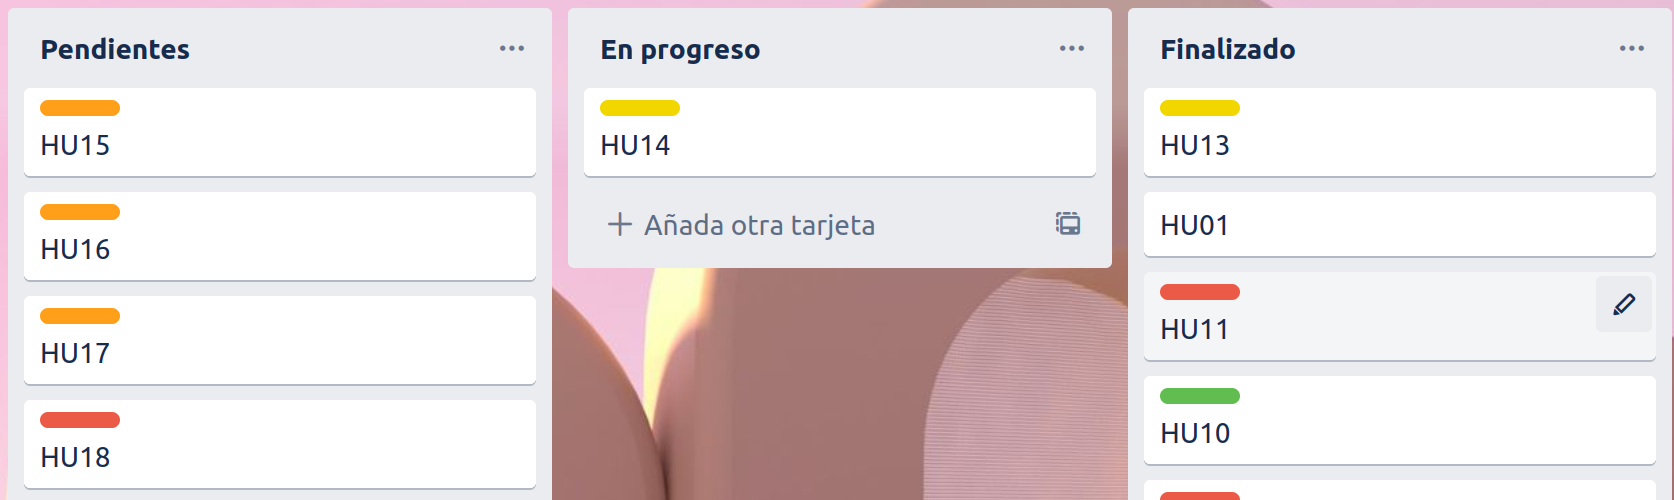 Pendientes
HU15
HU16
HU17
HU18
En progreso
HU14
Añada otra tarjeta
Finalizado
HU13
HU01
HU11
HU10